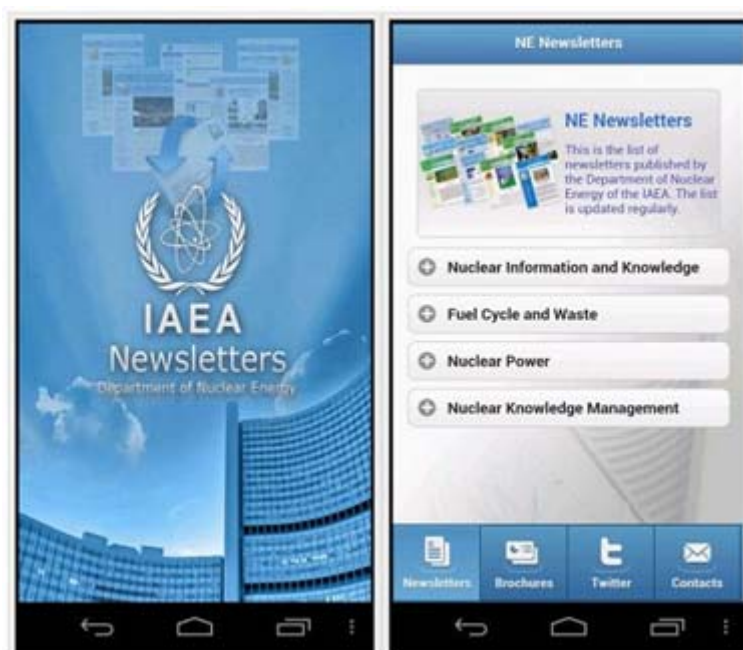 IAEA
Newsletters
Department of Nuclear Energy
NE Newsletters
NE Newsletters
This is the list of
newsletters published by
the Department of Nuclear
Energy of the IAEA. The list
is updated regularly.
Nuclear Information and Knowledge
Fuel Cycle and Waste
Nuclear Power
Nuclear Knowledge Management
Newsletters Brochures Twitter Contacts